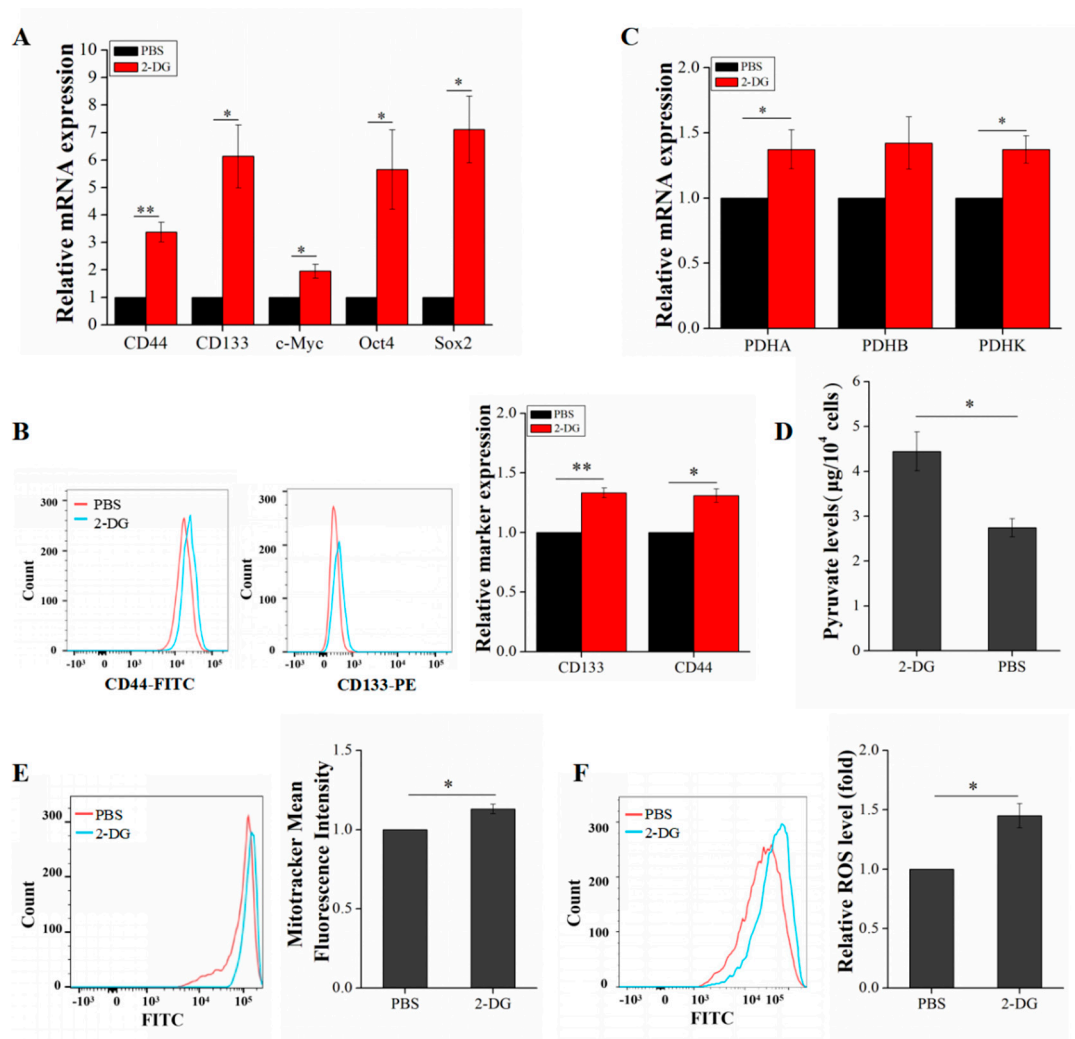 A
Relative mRNA expression
10
9
8
7
6
5
4
3
2
1
0
PBS
2-DG
**
*
*
*
*
CD44 CD133 c-Myc Oct4 Sox2
C
Relative mRNA expression
2.0
1.5
1.0
0.5
0.0
PBS
2-DG
*
*
PDHA PDHB PDHK
B
Count
300
200
100
0
PBS
2-DG
-10³ 0 10³ 10⁴ 10⁵
CD44-FITC
Count
300
200
100
0
-10³ 0 10³ 10⁴ 10⁵
CD133-PE
Relative marker expression
2.0
1.5
1.0
0.5
0.0
PBS
2-DG
**
*
CD133 CD44
D
Pyruvate levels(μg/10⁴ cells)
6
5
4
3
2
1
0
*
2-DG PBS
E
Count
300
200
100
0
PBS
2-DG
-10³ 0 10³ 10⁴ 10⁵
FITC
Mitotracker Mean
Fluorescence Intensity
1.5
1.0
0.5
0.0
*
PBS 2-DG
F
Count
300
200
100
0
PBS
2-DG
-10³ 0 10³ 10⁴ 10⁵
FITC
Relative ROS level (fold)
2.0
1.5
1.0
0.5
0.0
*
PBS 2-DG